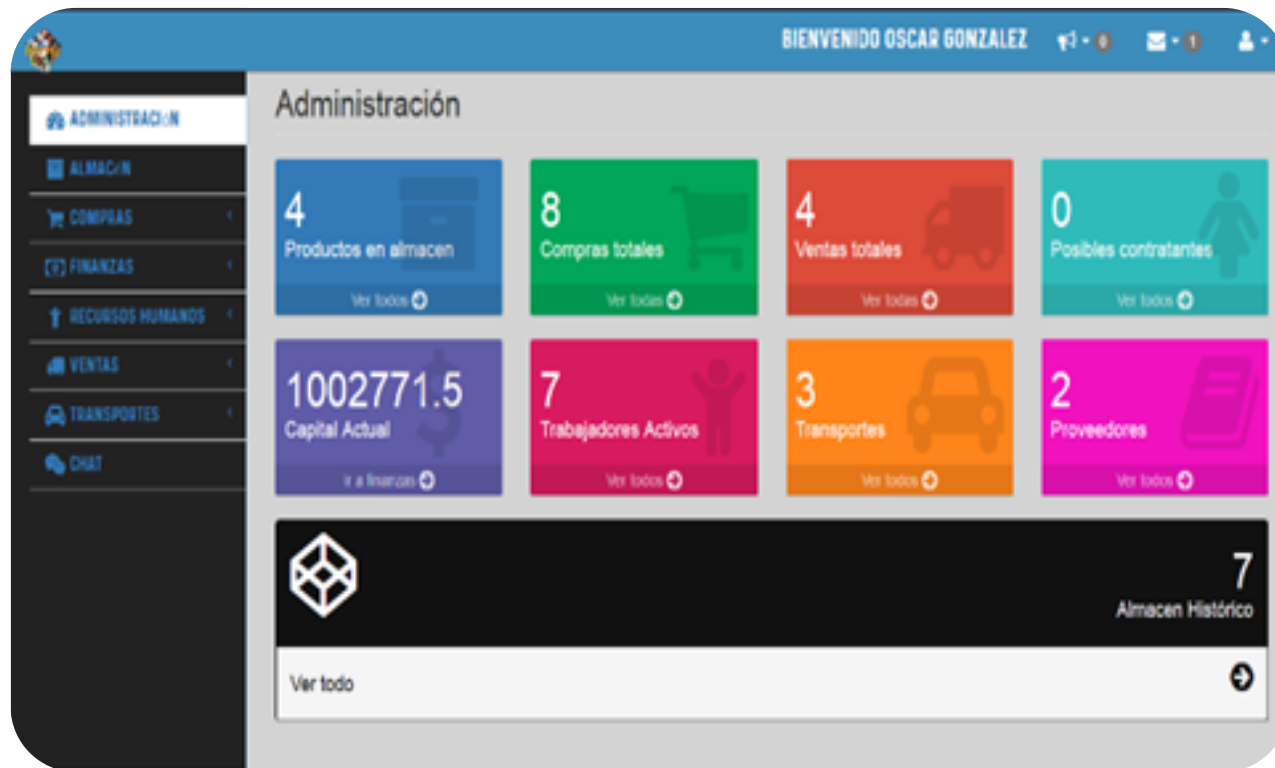 BIENVENIDO OSCAR GONZALEZ
0
1
ADMINISTRACIóN
ALMACéN
COMPRAS
FINANZAS
RECURSOS HUMANOS
VENTAS
TRANSPORTES
CHAT
Administración
4
Productos en almacen
Ver todos
8
Compras totales
Ver todas
4
Ventas totales
Ver todas
0
Posibles contratantes
Ver todos
1002771.5
Capital Actual
Ir a finanzas
7
Trabajadores Activos
Ver todos
3
Transportes
Ver todos
2
Proveedores
Ver todos
7
Almacen Histórico
Ver todo